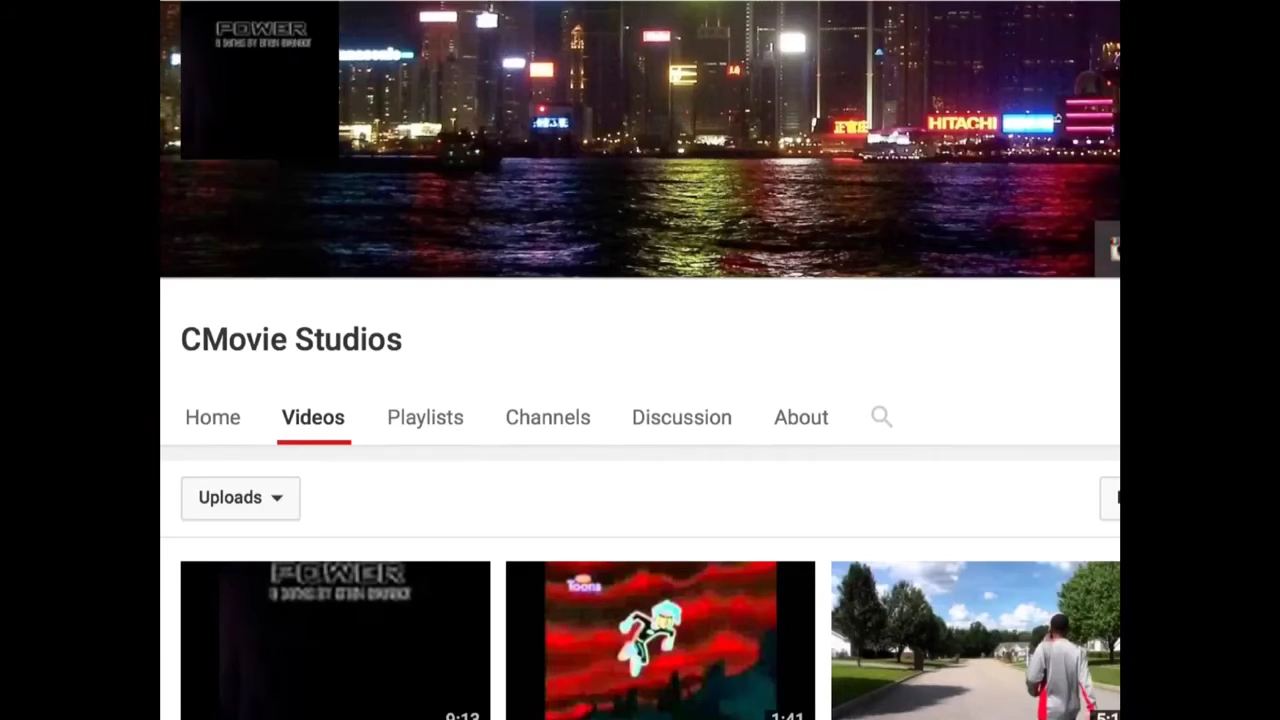 POWER
HITACHI
CMovie Studios
Home Videos Playlists Channels Discussion About
Uploads
POWER
Toons
9:13
1:41